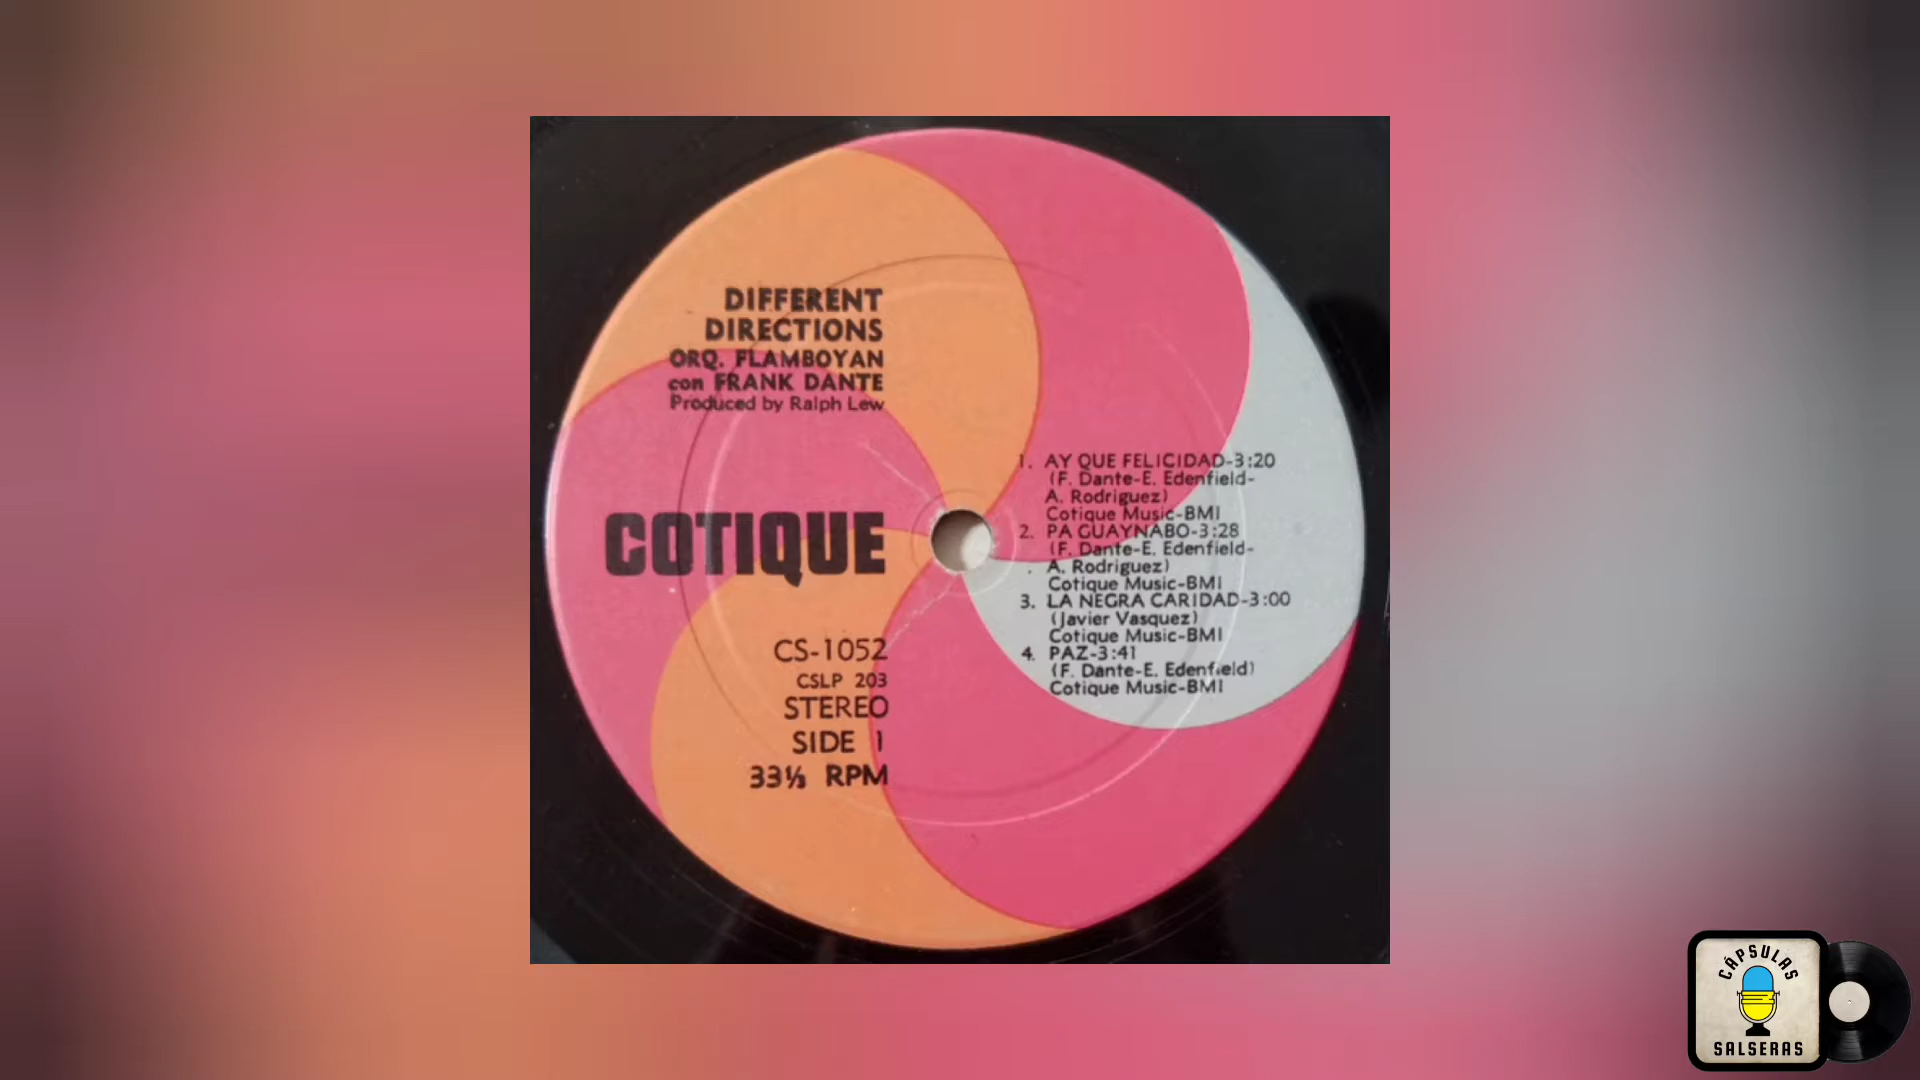 DIFFERENT
DIRECTIONS
ORQ. FLAMBOYAN
con FRANK DANTE
Produced by Ralph Lew
COTIQUE
CS-1052
CSLP 203
STEREO
SIDE 1
33⅓ RPM
1. AY QUE FELICIDAD-3:20
(F. Dante-E. Edenfield-
A. Rodriguez)
Cotique Music-BMI
2. PA GUAYNABO-3:28
(F. Dante-E. Edenfield-
A. Rodriguez)
Cotique Music-BMI
3. LA NEGRA CARIDAD-3:00
(Javier Vasquez)
Cotique Music-BMI
4. PAZ-3:41
(F. Dante-E. Edenfield)
Cotique Music-BMI
CÁPSULAS
SALSERAS